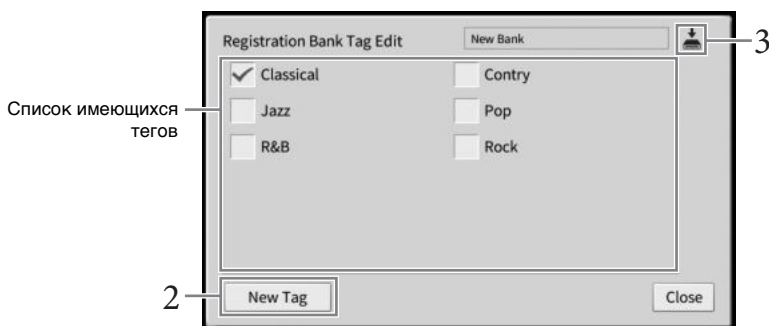 Registration Bank Tag Edit New Bank 3
Classical Contry
Список имеющихся Jazz Pop
тегов R&B Rock
2 New Tag Close